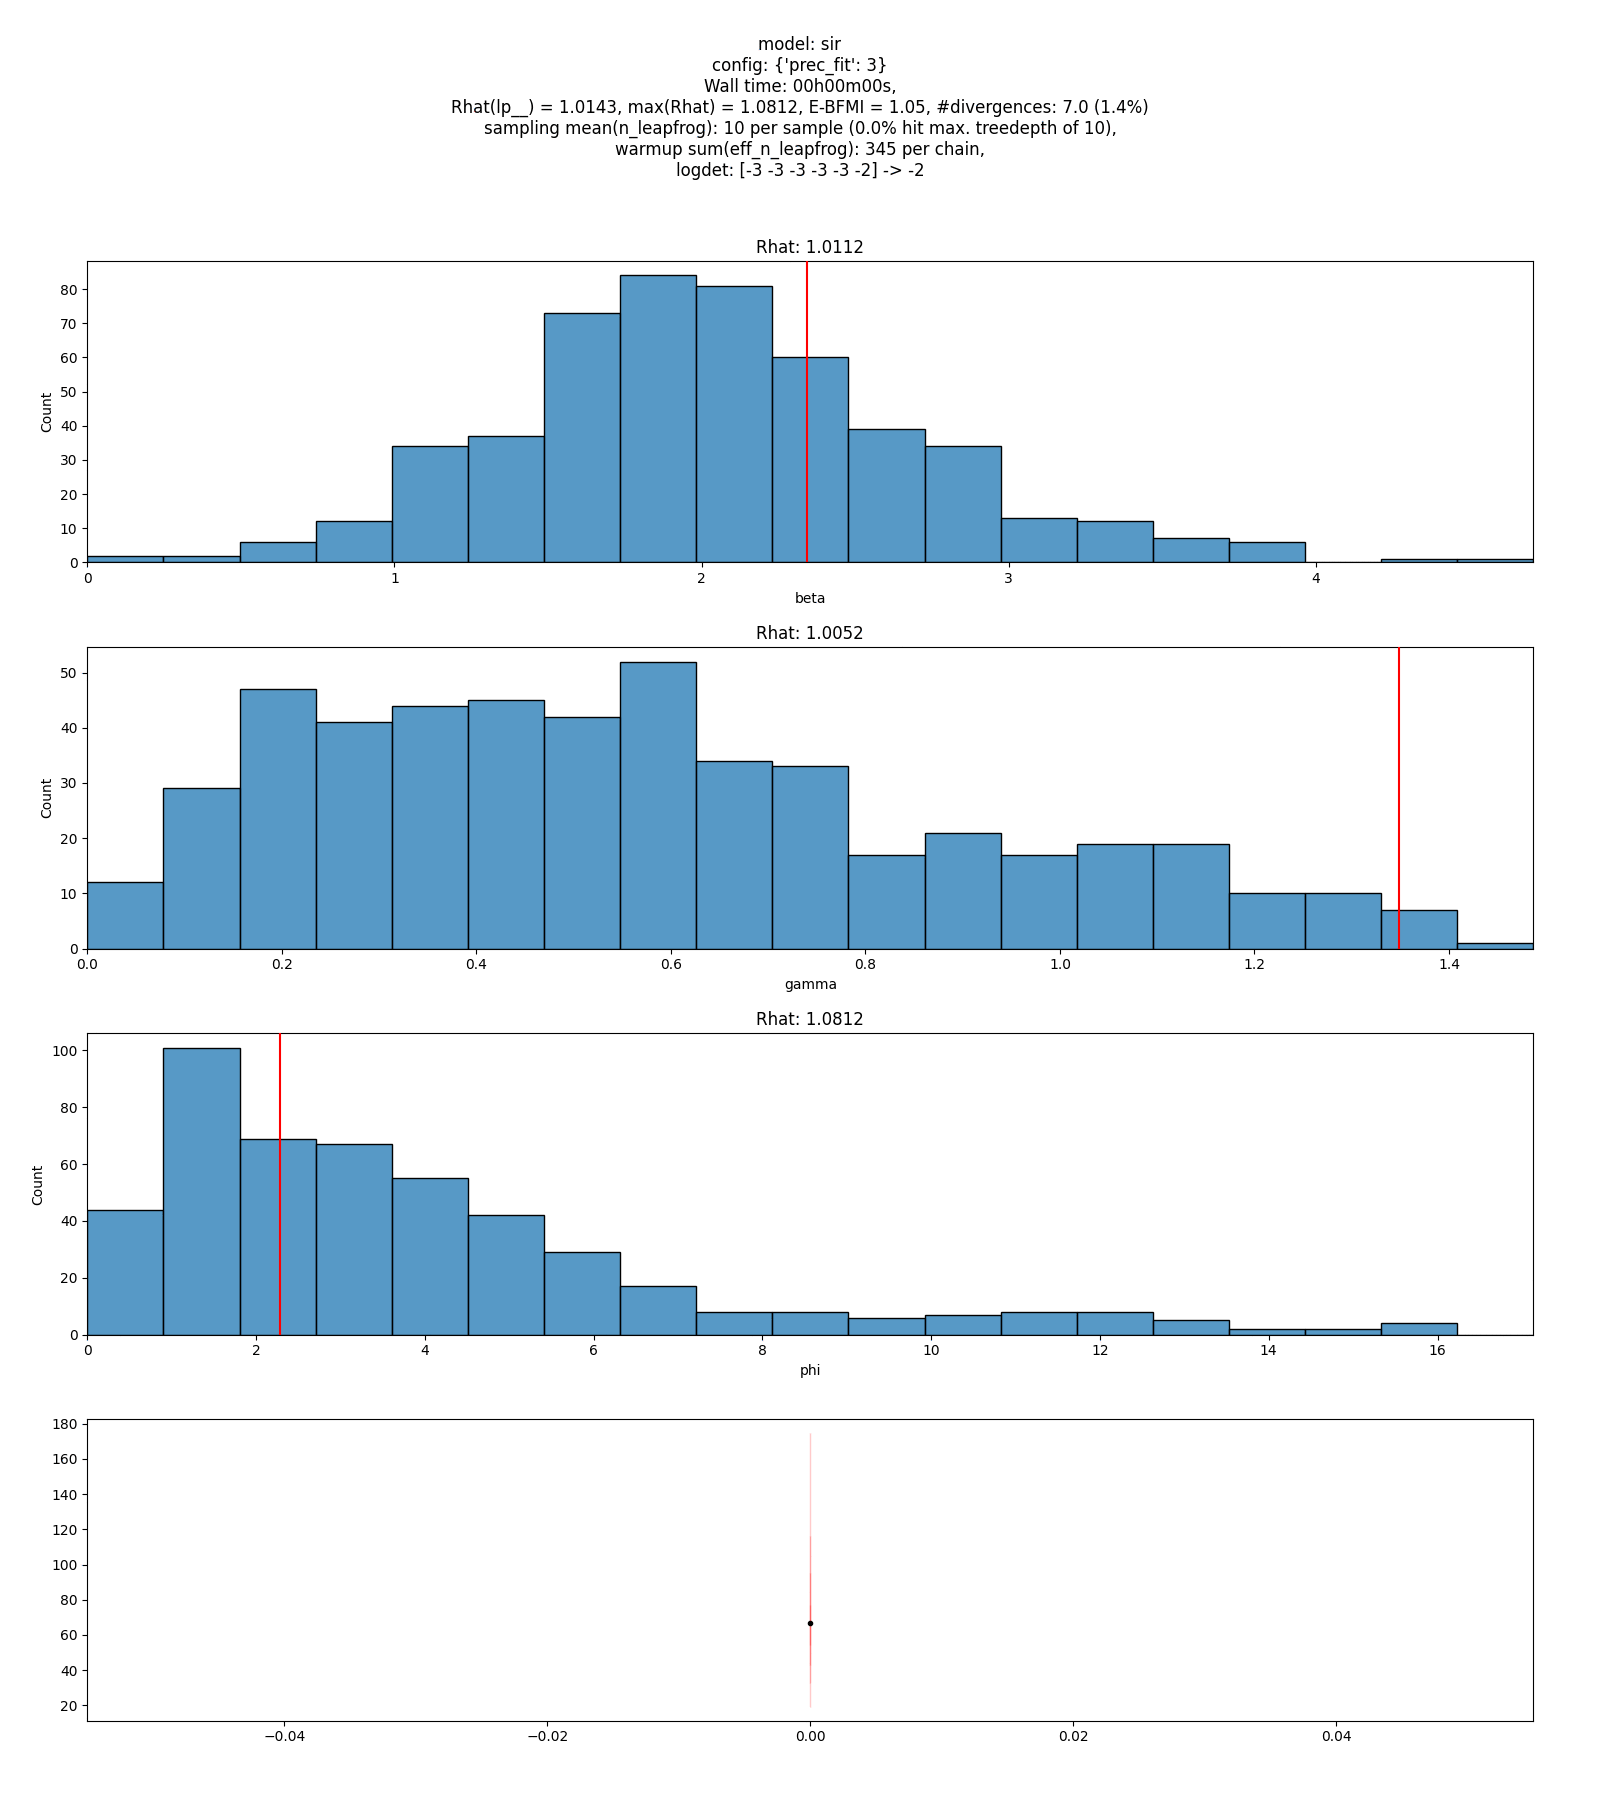 model: sir
config: {'prec_fit': 3}
Wall time: 00h00m00s,
Rhat(lp__) = 1.0143, max(Rhat) = 1.0812, E-BFMI = 1.05, #divergences: 7.0 (1.4%)
sampling mean(n_leapfrog): 10 per sample (0.0% hit max. treedepth of 10),
warmup sum(eff_n_leapfrog): 345 per chain,
logdet: [-3 -3 -3 -3 -3 -2] -> -2
Rhat: 1.0112
80
70
60
50
40
30
20
10
0
Count
0 1 2 3 4
beta
Rhat: 1.0052
50
40
30
20
10
0
Count
0.0 0.2 0.4 0.6 0.8 1.0 1.2 1.4
gamma
Rhat: 1.0812
100
80
60
40
20
0
Count
0 2 4 6 8 10 12 14 16
phi
180
160
140
120
100
80
60
40
20
−0.04 −0.02 0.00 0.02 0.04